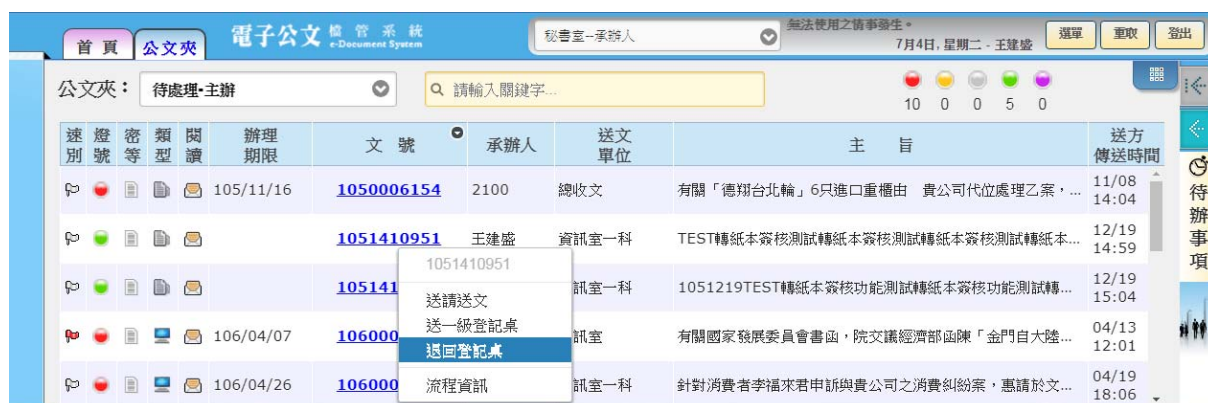 首 頁
公文夾
電子公文 檔 管 系 統
e-Document System
秘書室--承辦人
無法使用之情事發生。
7月4日, 星期二 - 王建盛
選單
重取
登出
公文夾：
待處理-主辦
請輸入關鍵字...
10 0 0 5 0
速別 燈號 密等 類型 閱讀 辦理期限 文 號 承辦人 送文單位 主 旨 送方傳送時間
105/11/16 1050006154 2100 總收文 有關「德翔台北輪」6只進口重櫃由 貴公司代位處理乙案，... 11/08 14:04
1051410951 王建盛 資訊室一科 TEST轉紙本簽核測試轉紙本簽核測試轉紙本簽核測試轉紙本... 12/19 14:59
105141 訊室一科 1051219TEST轉紙本簽核功能測試轉紙本簽核功能測試轉... 12/19 15:04
106/04/07 106000 訊室 有關國家發展委員會書函，院交議經濟部函陳「金門自大陸... 04/13 12:01
106/04/26 106000 訊室一科 針對消費者李福來君申訴與貴公司之消費糾紛案，惠請於文... 04/19 18:06
1051410951
送請送文
送一級登記桌
退回登記桌
流程資訊
待辦事項